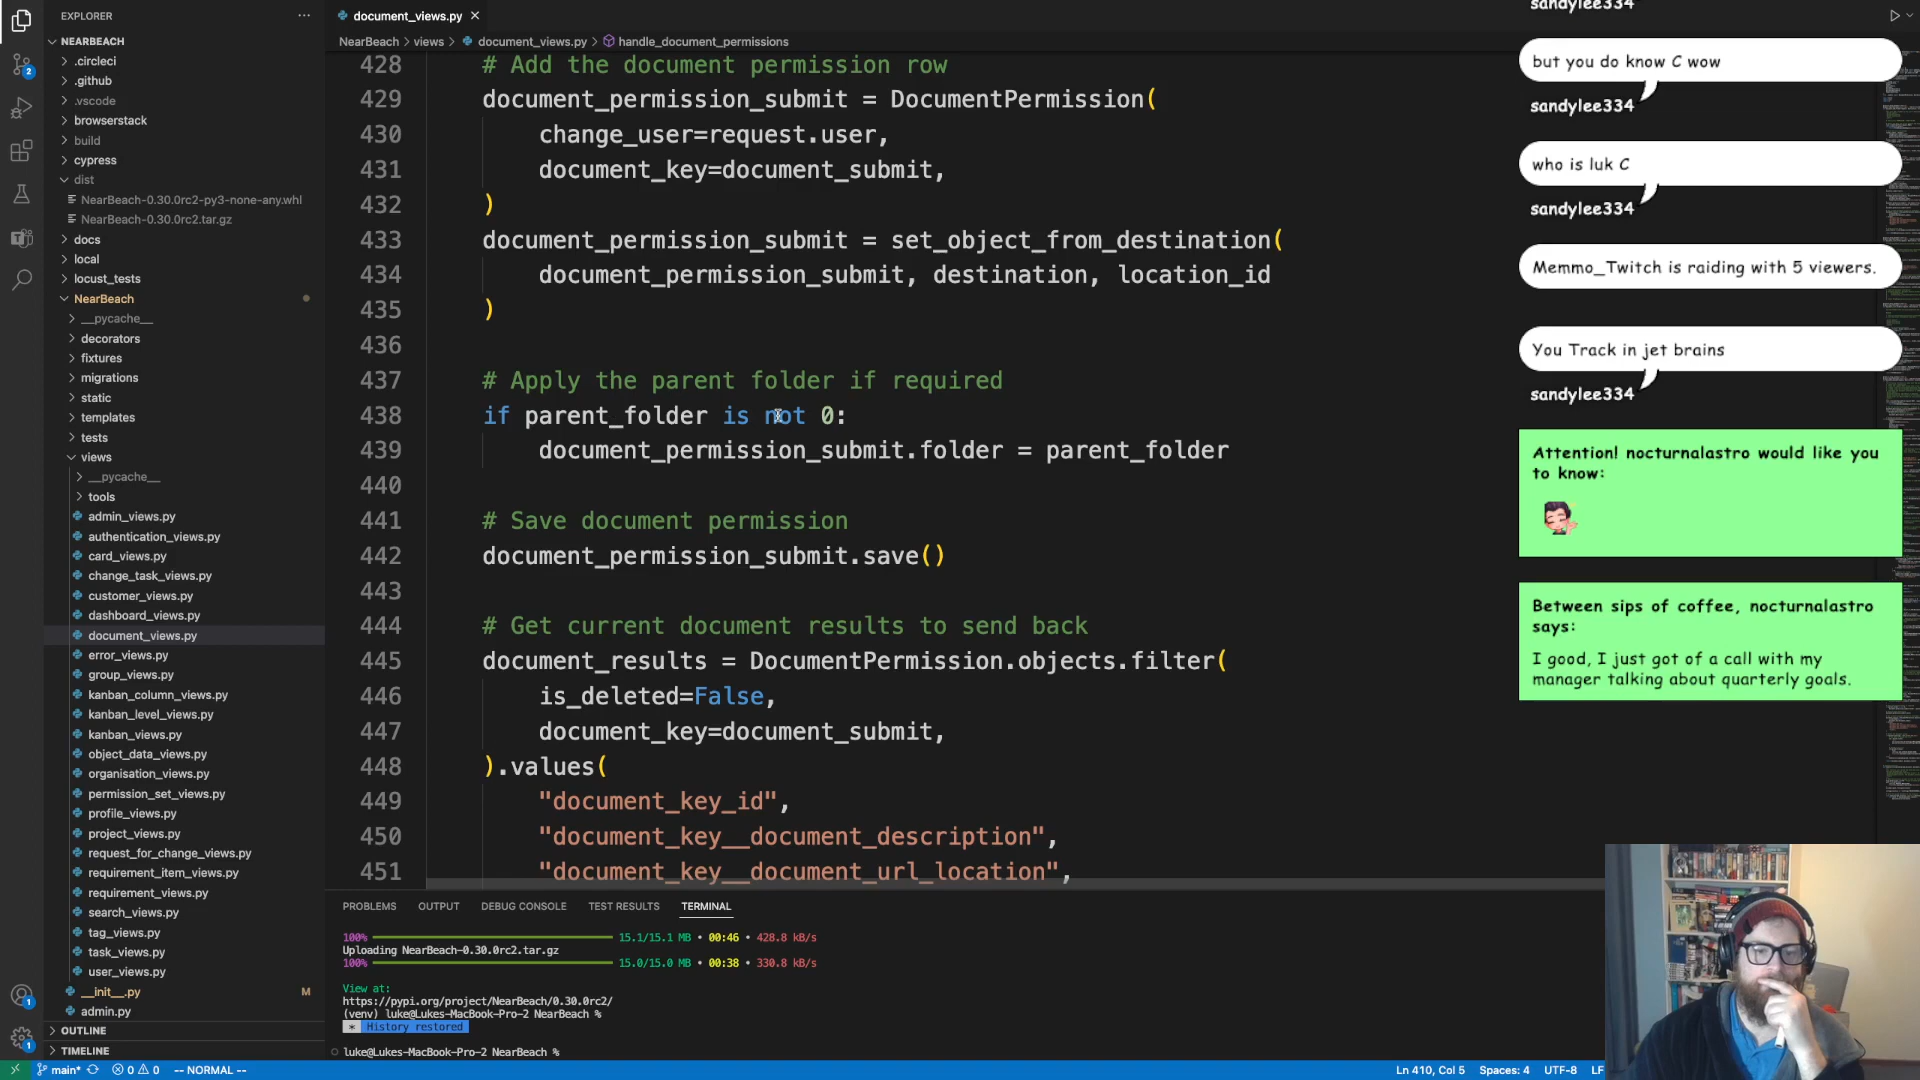 EXPLORER
NEARBEACH
.circleci
.github
.vscode
browserstack
build
cypress
dist
NearBeach-0.30.0rc2-py3-none-any.whl
NearBeach-0.30.0rc2.tar.gz
docs
local
locust_tests
NearBeach
__pycache__
decorators
fixtures
migrations
static
templates
tests
views
__pycache__
tools
admin_views.py
authentication_views.py
card_views.py
change_task_views.py
customer_views.py
dashboard_views.py
document_views.py
error_views.py
group_views.py
kanban_column_views.py
kanban_level_views.py
kanban_views.py
object_data_views.py
organisation_views.py
permission_set_views.py
profile_views.py
project_views.py
request_for_change_views.py
requirement_item_views.py
requirement_views.py
search_views.py
tag_views.py
task_views.py
user_views.py
__init__.py M
admin.py
OUTLINE
TIMELINE
document_views.py
NearBeach > views > document_views.py > handle_document_permissions
428 # Add the document permission row
429 document_permission_submit = DocumentPermission(
430 change_user=request.user,
431 document_key=document_submit,
432 )
433 document_permission_submit = set_object_from_destination(
434 document_permission_submit, destination, location_id
435 )
436
437 # Apply the parent folder if required
438 if parent_folder is not 0:
439 document_permission_submit.folder = parent_folder
440
441 # Save document permission
442 document_permission_submit.save()
443
444 # Get current document results to send back
445 document_results = DocumentPermission.objects.filter(
446 is_deleted=False,
447 document_key=document_submit,
448 ).values(
449 "document_key_id",
450 "document_key__document_description",
451 "document_key__document_url_location",
PROBLEMS OUTPUT DEBUG CONSOLE TEST RESULTS TERMINAL
100% 15.1/15.1 MB • 00:46 • 428.8 kB/s
Uploading NearBeach-0.30.0rc2.tar.gz
100% 15.0/15.0 MB • 00:38 • 330.8 kB/s
View at:
https://pypi.org/project/NearBeach/0.30.0rc2/
(venv) luke@Lukes-MacBook-Pro-2 NearBeach %
* History restored
luke@Lukes-MacBook-Pro-2 NearBeach %
sandylee334
but you do know C wow
sandylee334
who is luk C
sandylee334
Memmo_Twitch is raiding with 5 viewers.
You Track in jet brains
sandylee334
Attention! nocturnalastro would like you
to know:
Between sips of coffee, nocturnalastro
says:
I good, I just got of a call with my
manager talking about quarterly goals.
2
1
1
main* 0 0 -- NORMAL --
Ln 410, Col 5 Spaces: 4 UTF-8 LF